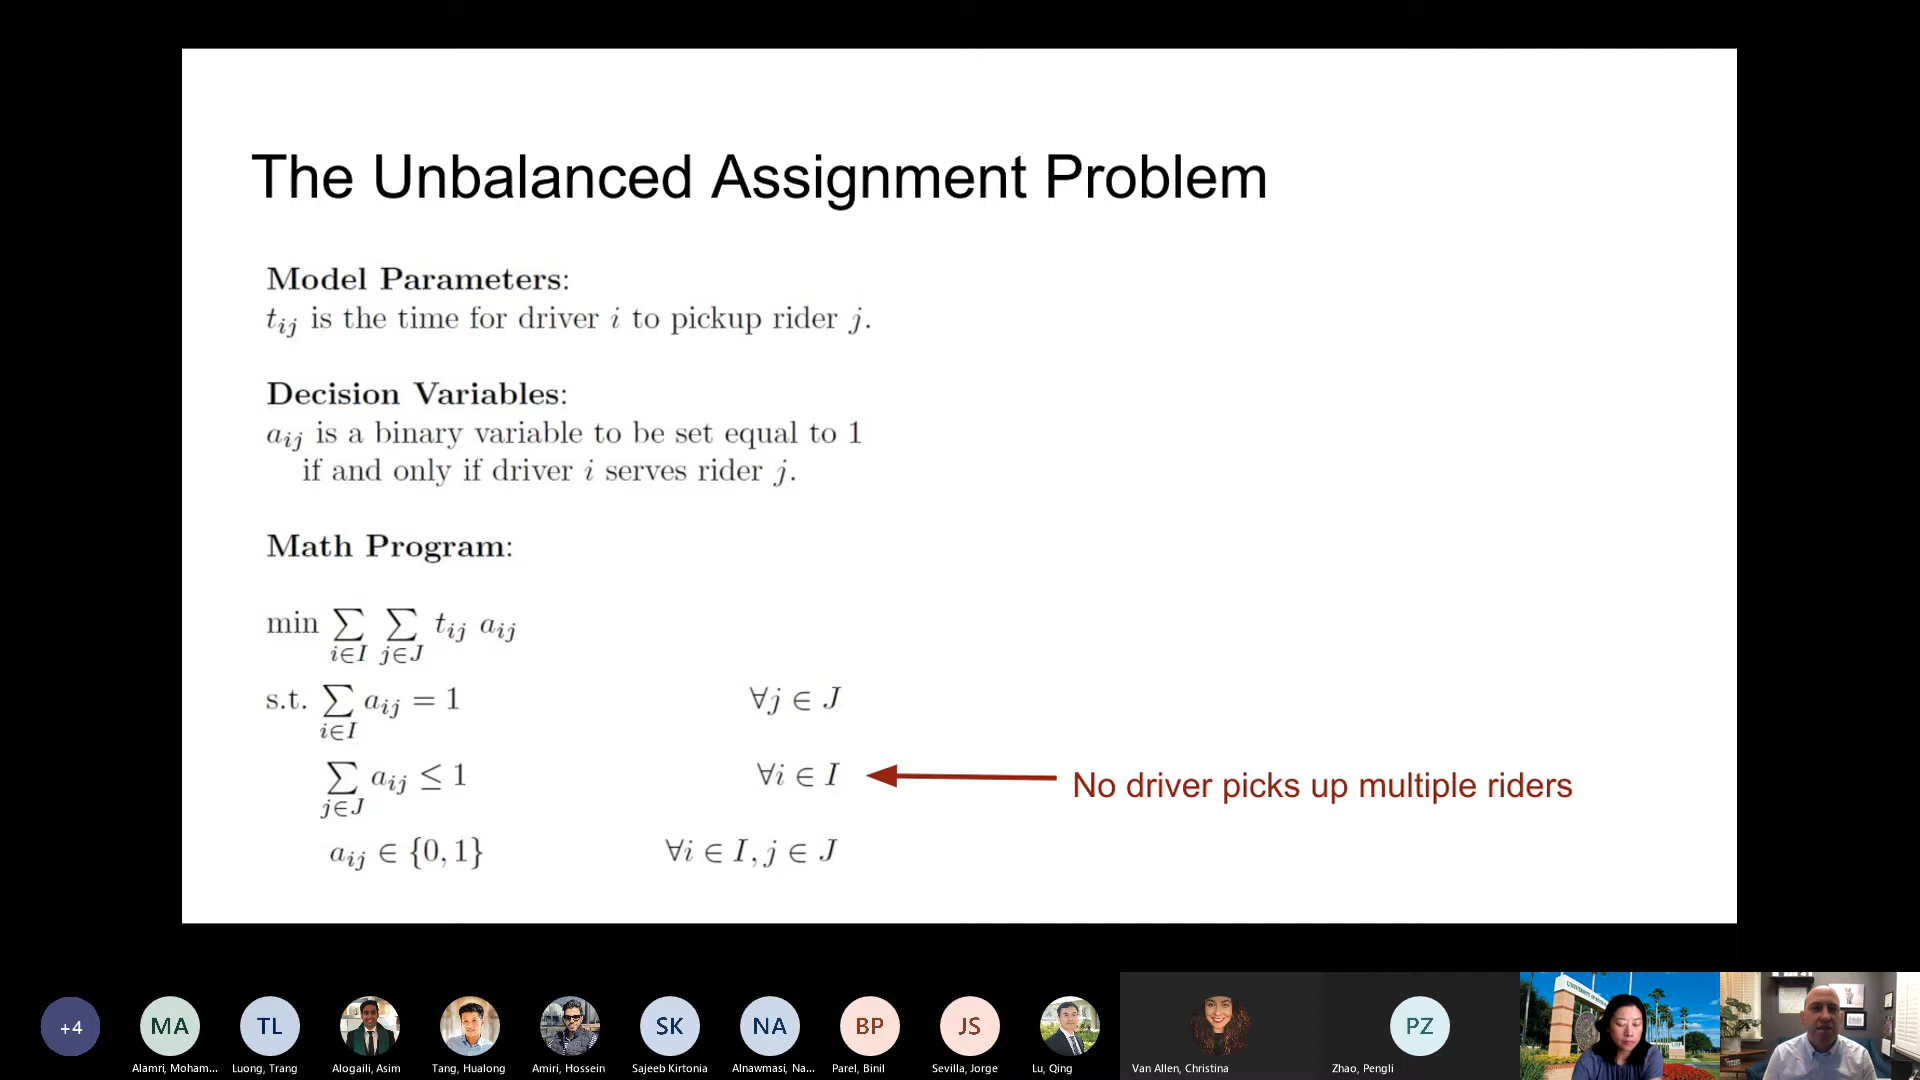 The Unbalanced Assignment Problem
Model Parameters:
t_ij is the time for driver i to pickup rider j.
Decision Variables:
a_ij is a binary variable to be set equal to 1
if and only if driver i serves rider j.
Math Program:
min ∑_{i∈I} ∑_{j∈J} t_ij a_ij
s.t. ∑_{i∈I} a_ij = 1 ∀j ∈ J
∑_{j∈J} a_ij ≤ 1 ∀i ∈ I
No driver picks up multiple riders
a_ij ∈ {0, 1} ∀i ∈ I, j ∈ J
+4
MA
TL
SK
NA
BP
JS
PZ
Alamri, Moham...
Luong, Trang
Alogaili, Asim
Tang, Hualong
Amiri, Hossein
Sajeeb Kirtonia
Alnawmasi, Na...
Parel, Binil
Sevilla, Jorge
Lu, Qing
Van Allen, Christina
Zhao, Pengli